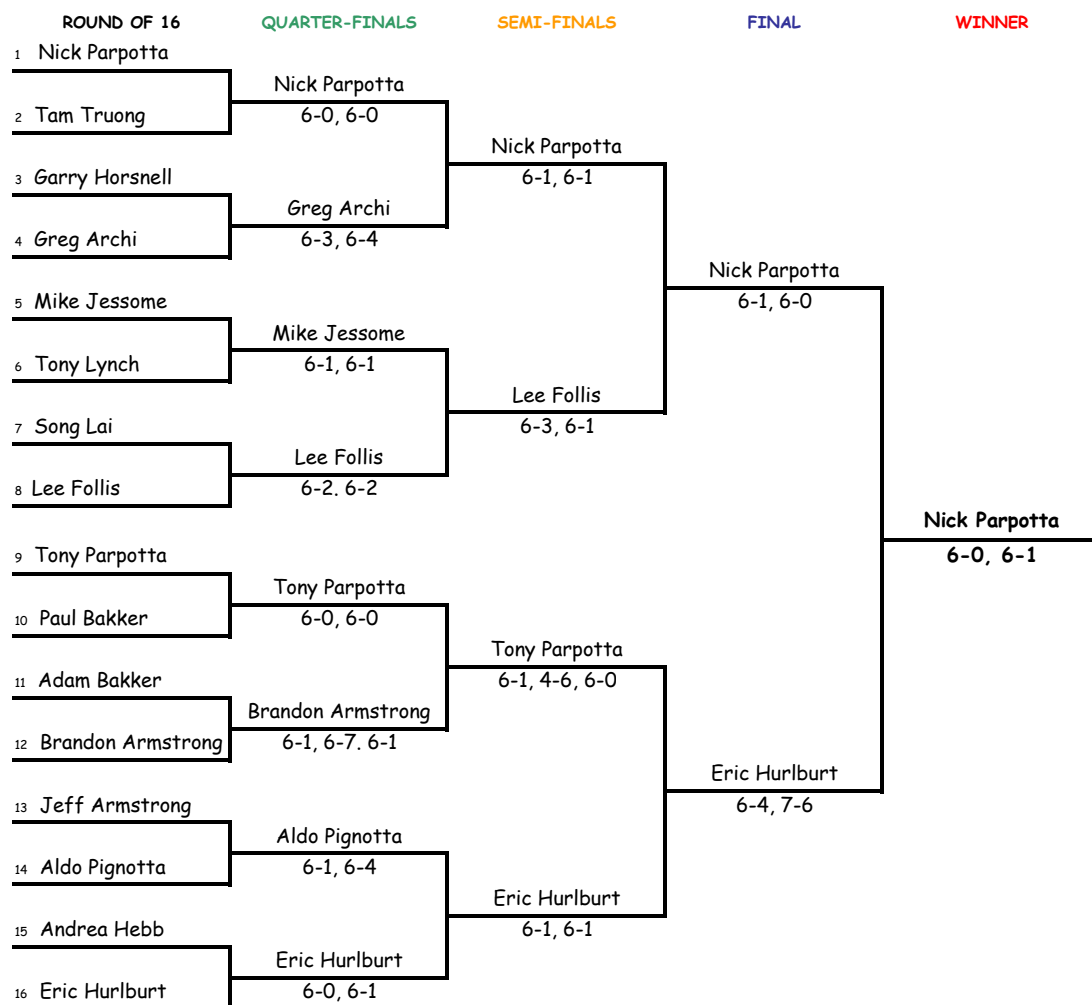 ROUND OF 16 QUARTER-FINALS SEMI-FINALS FINAL WINNER
1 Nick Parpotta
Nick Parpotta
6-0, 6-0
2 Tam Truong
Nick Parpotta
6-1, 6-1
3 Garry Horsnell
Greg Archi
6-3, 6-4
4 Greg Archi
Nick Parpotta
6-1, 6-0
5 Mike Jessome
Mike Jessome
6-1, 6-1
6 Tony Lynch
Lee Follis
6-3, 6-1
7 Song Lai
Lee Follis
6-2. 6-2
8 Lee Follis
Nick Parpotta
6-0, 6-1
9 Tony Parpotta
Tony Parpotta
6-0, 6-0
10 Paul Bakker
Tony Parpotta
6-1, 4-6, 6-0
11 Adam Bakker
Brandon Armstrong
6-1, 6-7. 6-1
12 Brandon Armstrong
Eric Hurlburt
6-4, 7-6
13 Jeff Armstrong
Aldo Pignotta
6-1, 6-4
14 Aldo Pignotta
Eric Hurlburt
6-1, 6-1
15 Andrea Hebb
Eric Hurlburt
6-0, 6-1
16 Eric Hurlburt